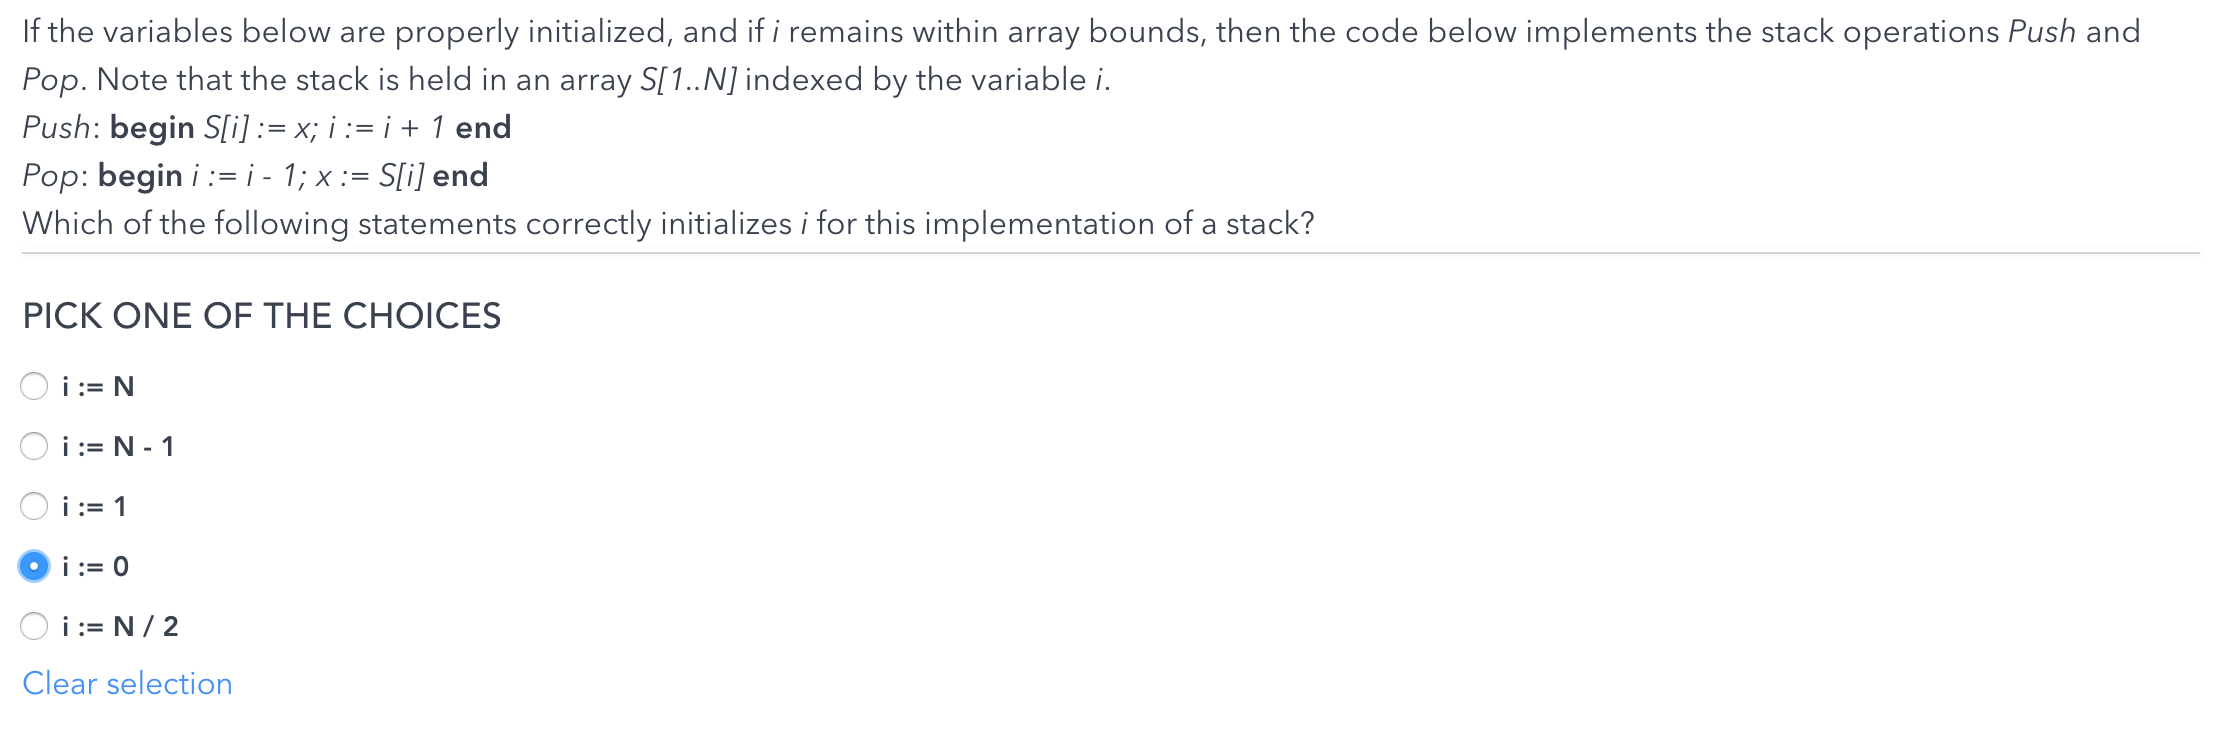 If the variables below are properly initialized, and if i remains within array bounds, then the code below implements the stack operations Push and
Pop. Note that the stack is held in an array S[1..N] indexed by the variable i.
Push: begin S[i] := x; i := i + 1 end
Pop: begin i := i - 1; x := S[i] end
Which of the following statements correctly initializes i for this implementation of a stack?
PICK ONE OF THE CHOICES
i := N
i := N - 1
i := 1
i := 0
i := N / 2
Clear selection